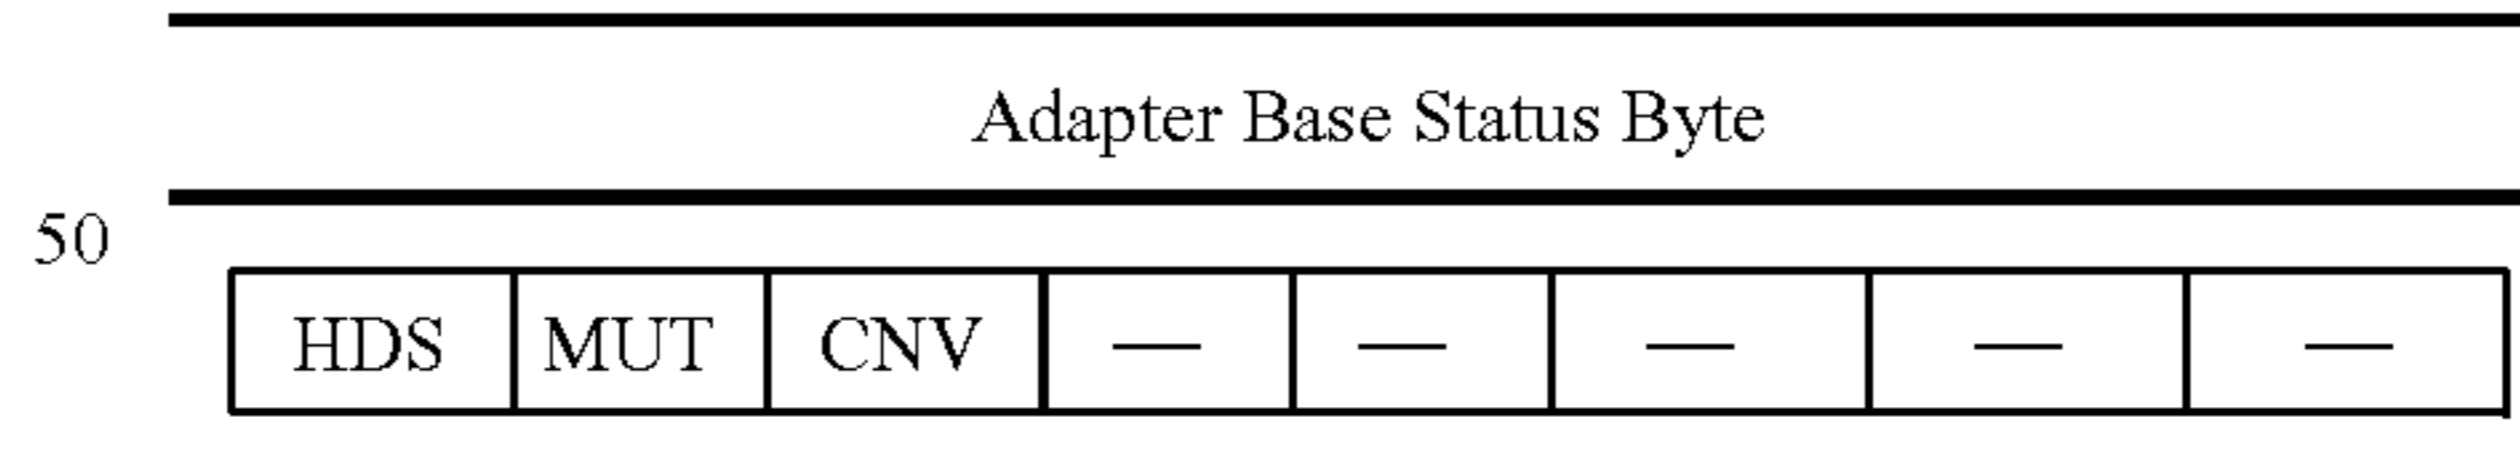 Adapter Base Status Byte
50
HDS MUT CNV — — — — —